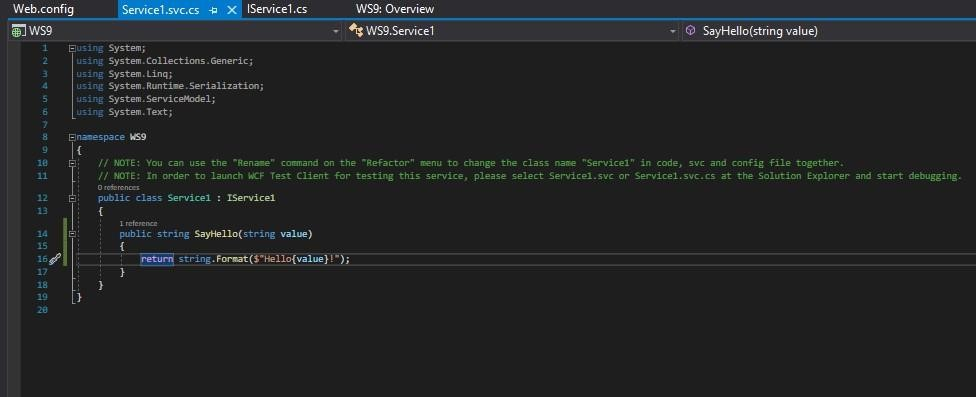 Web.config Service1.svc.cs IService1.cs WS9: Overview
WS9 WS9.Service1 SayHello(string value)
1 using System;
2 using System.Collections.Generic;
3 using System.Linq;
4 using System.Runtime.Serialization;
5 using System.ServiceModel;
6 using System.Text;
7
8 namespace WS9
9 {
10 // NOTE: You can use the "Rename" command on the "Refactor" menu to change the class name "Service1" in code, svc and config file together.
11 // NOTE: In order to launch WCF Test Client for testing this service, please select Service1.svc or Service1.svc.cs at the Solution Explorer and start debugging.
0 references
12 public class Service1 : IService1
13 {
1 reference
14 public string SayHello(string value)
15 {
16 return string.Format($"Hello{value}!");
17 }
18 }
19 }
20